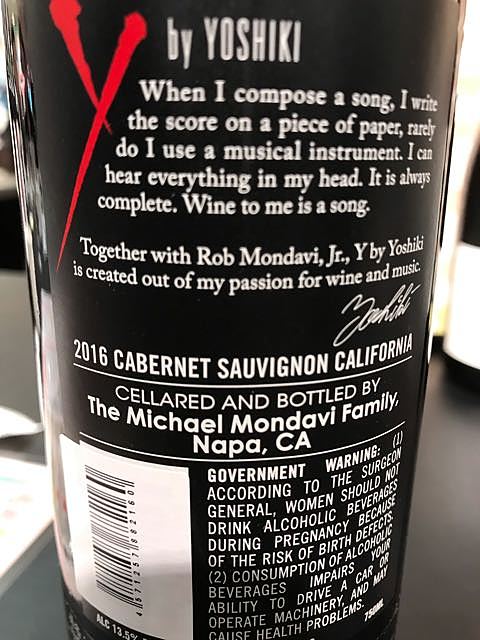 Y by YOSHIKI
When I compose a song, I write
the score on a piece of paper, rarely
do I use a musical instrument. I can
hear everything in my head. It is always
complete. Wine to me is a song.
Together with Rob Mondavi, Jr., Y by Yoshiki
is created out of my passion for wine and music.
Yoshiki
2016 CABERNET SAUVIGNON CALIFORNIA
CELLARED AND BOTTLED BY
The Michael Mondavi Family,
Napa, CA
GOVERNMENT WARNING: (1)
ACCORDING TO THE SURGEON
GENERAL, WOMEN SHOULD NOT
DRINK ALCOHOLIC BEVERAGES
DURING PREGNANCY BECAUSE
OF THE RISK OF BIRTH DEFECTS.
(2) CONSUMPTION OF ALCOHOLIC
BEVERAGES IMPAIRS YOUR
ABILITY TO DRIVE A CAR OR
OPERATE MACHINERY, AND MAY
CAUSE HEALTH PROBLEMS. 750ML
4 571257 882160
ALC 13.5%